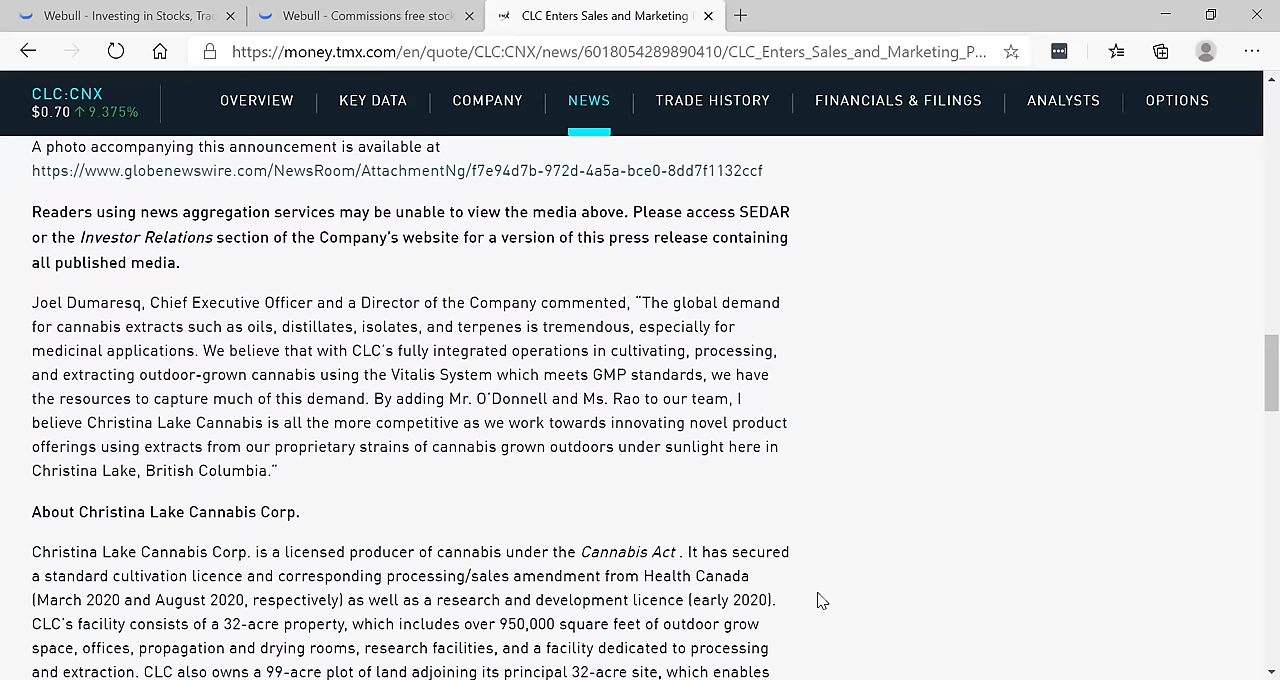 Webull - Investing in Stocks, Trac
Webull - Commissions free stock
CLC Enters Sales and Marketing
https://money.tmx.com/en/quote/CLC:CNX/news/6018054289890410/CLC_Enters_Sales_and_Marketing_P...
CLC:CNX
$0.70 ↑ 9.375%
OVERVIEW
KEY DATA
COMPANY
NEWS
TRADE HISTORY
FINANCIALS & FILINGS
ANALYSTS
OPTIONS
A photo accompanying this announcement is available at
https://www.globenewswire.com/NewsRoom/AttachmentNg/f7e94d7b-972d-4a5a-bce0-8dd7f1132ccf
Readers using news aggregation services may be unable to view the media above. Please access SEDAR
or the Investor Relations section of the Company's website for a version of this press release containing
all published media.
Joel Dumaresq, Chief Executive Officer and a Director of the Company commented, "The global demand
for cannabis extracts such as oils, distillates, isolates, and terpenes is tremendous, especially for
medicinal applications. We believe that with CLC's fully integrated operations in cultivating, processing,
and extracting outdoor-grown cannabis using the Vitalis System which meets GMP standards, we have
the resources to capture much of this demand. By adding Mr. O'Donnell and Ms. Rao to our team, I
believe Christina Lake Cannabis is all the more competitive as we work towards innovating novel product
offerings using extracts from our proprietary strains of cannabis grown outdoors under sunlight here in
Christina Lake, British Columbia."
About Christina Lake Cannabis Corp.
Christina Lake Cannabis Corp. is a licensed producer of cannabis under the Cannabis Act . It has secured
a standard cultivation licence and corresponding processing/sales amendment from Health Canada
(March 2020 and August 2020, respectively) as well as a research and development licence (early 2020).
CLC's facility consists of a 32-acre property, which includes over 950,000 square feet of outdoor grow
space, offices, propagation and drying rooms, research facilities, and a facility dedicated to processing
and extraction. CLC also owns a 99-acre plot of land adjoining its principal 32-acre site, which enables